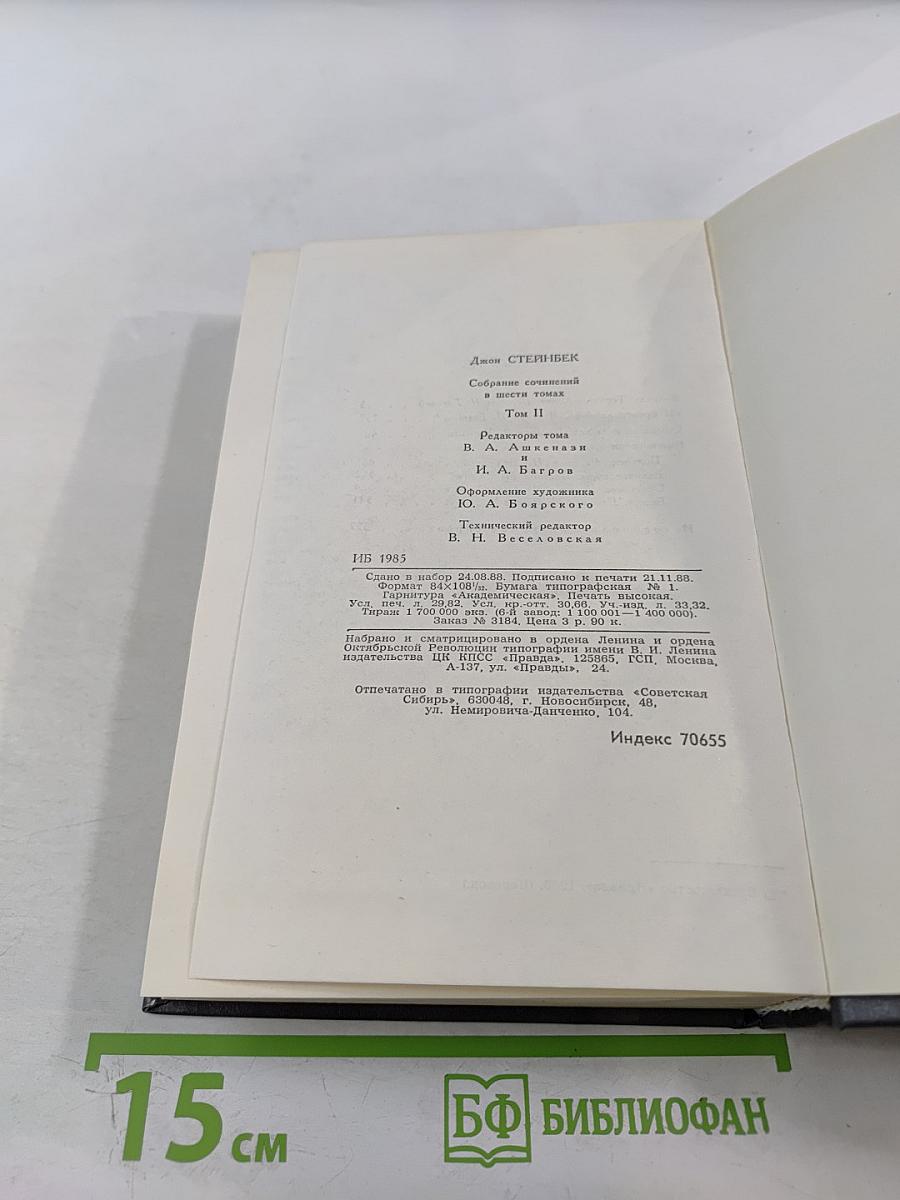 Джон СТЕЙНБЕК
Собрание сочинений
в шести томах
Том II
Редакторы тома
В. А. Ашкенази
и
И. А. Багров
Оформление художника
Ю. А. Боярского
Технический редактор
В. Н. Веселовская
ИБ 1985
Сдано в набор 24.08.88. Подписано к печати 21.11.88.
Формат 84×108¹/₃₂. Бумага типографская № 1.
Гарнитура «Академическая». Печать высокая.
Усл. печ. л. 29,82. Усл. кр.-отт. 30,66. Уч.-изд. л. 33,32.
Тираж 1 700 000 экз. (6-й завод: 1 100 001—1 400 000).
Заказ № 3184. Цена 3 р. 90 к.
Набрано и сматрицировано в ордена Ленина и ордена
Октябрьской Революции типографии имени В. И. Ленина
издательства ЦК КПСС «Правда», 125865, ГСП, Москва,
А-137, ул. «Правды», 24.
Отпечатано в типографии издательства «Советская
Сибирь», 630048, г. Новосибирск, 48,
ул. Немировича-Данченко, 104.
Индекс 70655
15 см
БФ БИБЛИОФАН